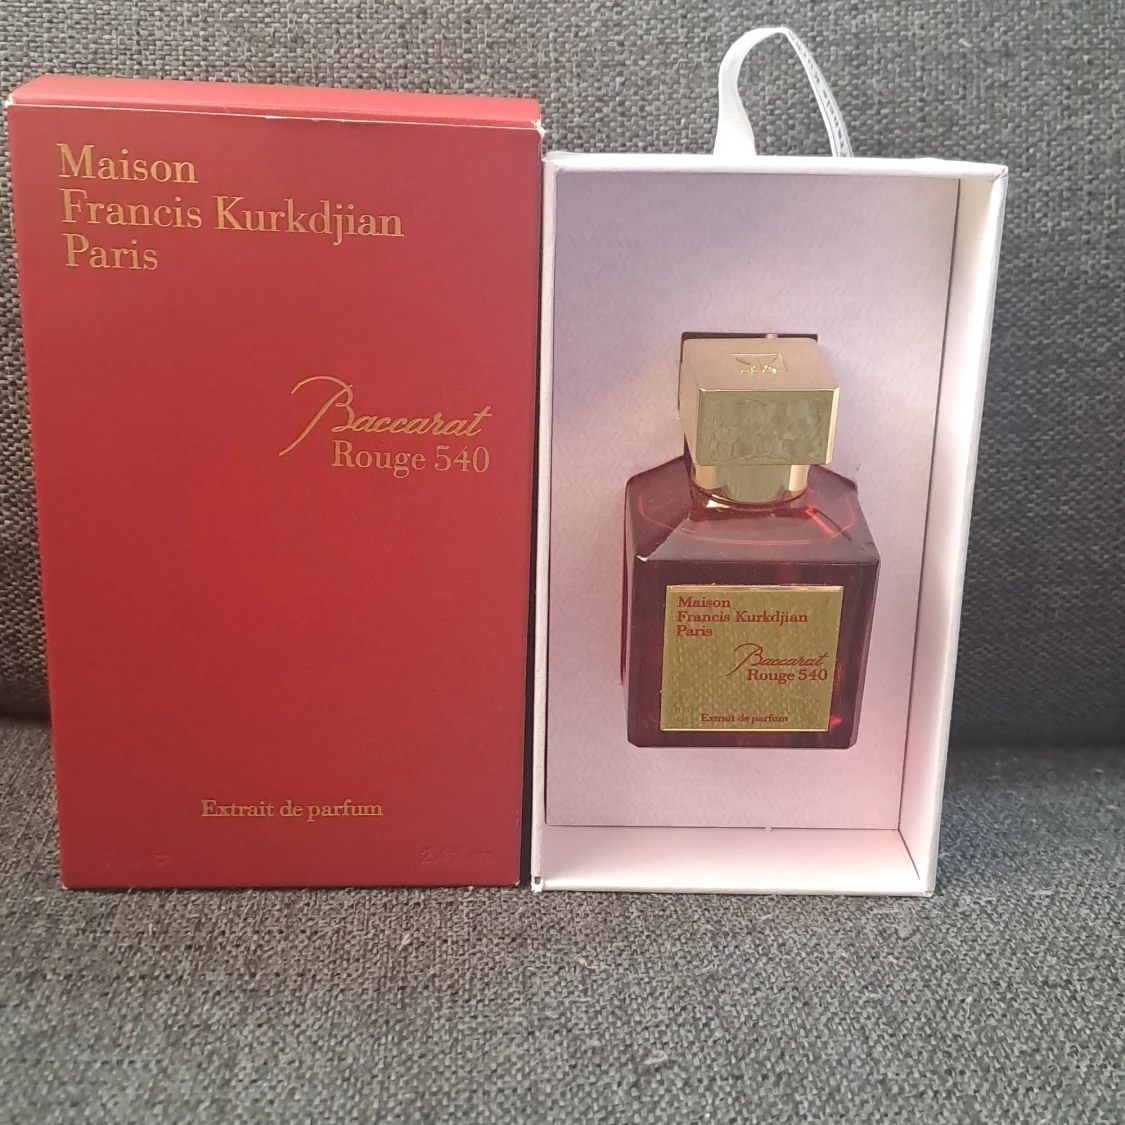 Maison
Francis Kurkdjian
Paris
Baccarat
Rouge 540
Extrait de parfum
Maison
Francis Kurkdjian
Paris
Baccarat
Rouge 540
Extrait de parfum